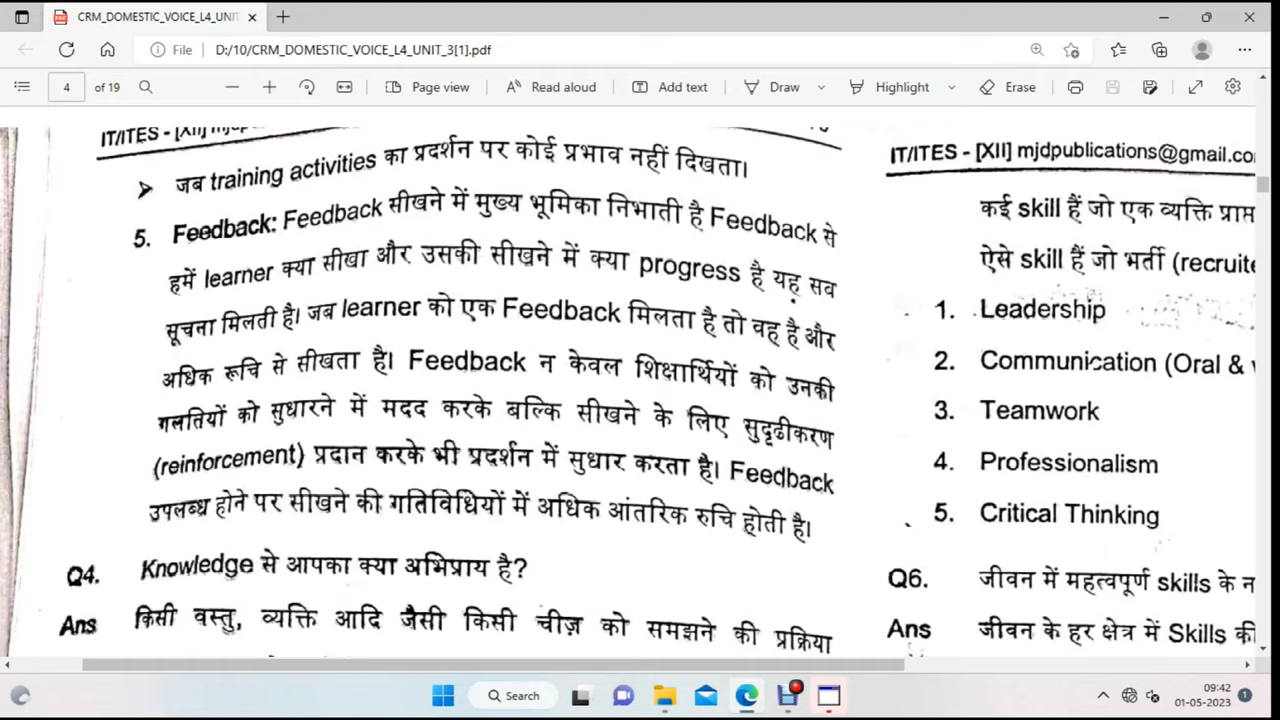 CRM_DOMESTIC_VOICE_L4_UNIT
File D:/10/CRM_DOMESTIC_VOICE_L4_UNIT_3[1].pdf
4 of 19 Page view Read aloud Add text Draw Highlight Erase
IT/ITES - [XII]
जब training activities का प्रदर्शन पर कोई प्रभाव नहीं दिखता।
5. Feedback: Feedback सीखने में मुख्य भूमिका निभाती है Feedback से
हमें learner क्या सीखा और उसकी सीखने में क्या progress है यह सब
सूचना मिलती है। जब learner को एक Feedback मिलता है तो वह है और
अधिक रूचि से सीखता है। Feedback न केवल शिक्षार्थियों को उनकी
गलतियों को सुधारने में मदद करके बल्कि सीखने के लिए सुदृढीकरण
(reinforcement) प्रदान करके भी प्रदर्शन में सुधार करता है। Feedback
उपलब्ध होने पर सीखने की गतिविधियों में अधिक आंतरिक रुचि होती है।
Q4. Knowledge से आपका क्या अभिप्राय है?
Ans किसी वस्तु, व्यक्ति आदि जैसी किसी चीज़ को समझने की प्रक्रिया
IT/ITES - [XII] mjdpublications@gmail.co
कई skill हैं जो एक व्यक्ति प्राप्त
ऐसे skill हैं जो भर्ती (recruite
1. Leadership
2. Communication (Oral &
3. Teamwork
4. Professionalism
5. Critical Thinking
Q6. जीवन में महत्वपूर्ण skills के न
Ans जीवन के हर क्षेत्र में Skills की
Search
09:42
01-05-2023
1